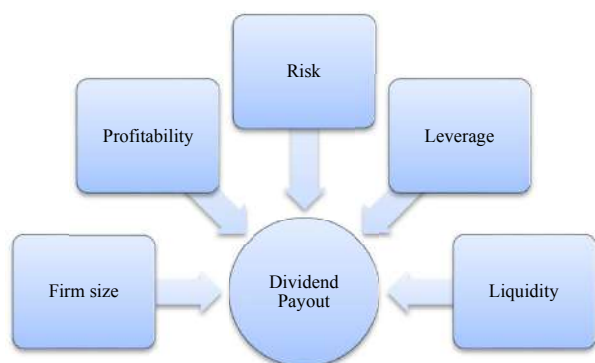 Risk
Profitability
Leverage
Firm size
Dividend
Payout
Liquidity